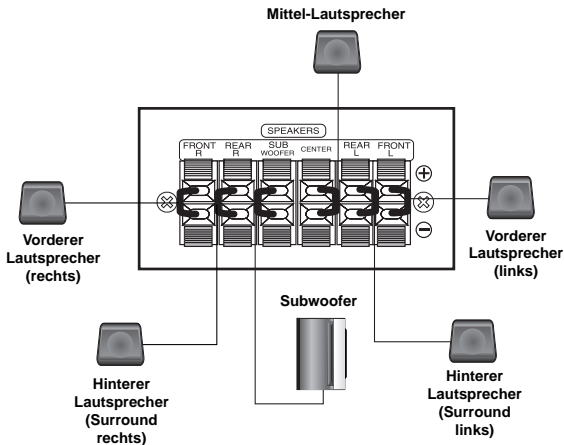 Mittel-Lautsprecher
SPEAKERS
FRONT R
REAR R
SUB WOOFER
CENTER
REAR L
FRONT L
+
−
Vorderer
Lautsprecher
(rechts)
Vorderer
Lautsprecher
(links)
Subwoofer
Hinterer
Lautsprecher
(Surround
rechts)
Hinterer
Lautsprecher
(Surround
links)